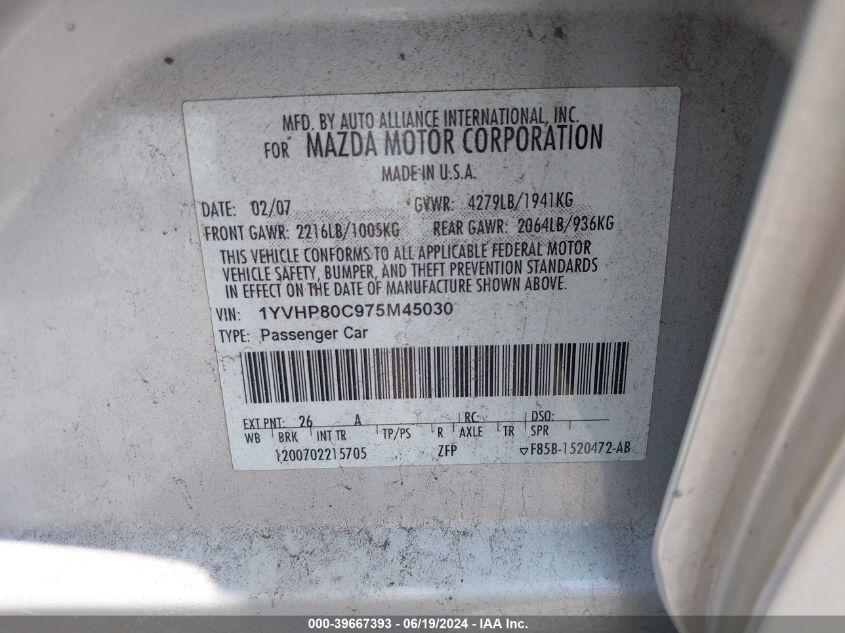 MFD. BY AUTO ALLIANCE INTERNATIONAL, INC.
FOR MAZDA MOTOR CORPORATION
MADE IN U.S.A.
DATE: 02/07 GVWR: 4279LB/1941KG
FRONT GAWR: 2216LB/1005KG REAR GAWR: 2064LB/936KG
THIS VEHICLE CONFORMS TO ALL APPLICABLE FEDERAL MOTOR
VEHICLE SAFETY, BUMPER, AND THEFT PREVENTION STANDARDS
IN EFFECT ON THE DATE OF MANUFACTURE SHOWN ABOVE.
VIN: 1YVHP80C975M45030
TYPE: Passenger Car
EXT PNT: 26 A RC: DSO:
WB BRK INT TR TP/PS R AXLE TR SPR
1200702215705 ZFP F85B-1520472-AB
000-39667393 - 06/19/2024 - IAA Inc.